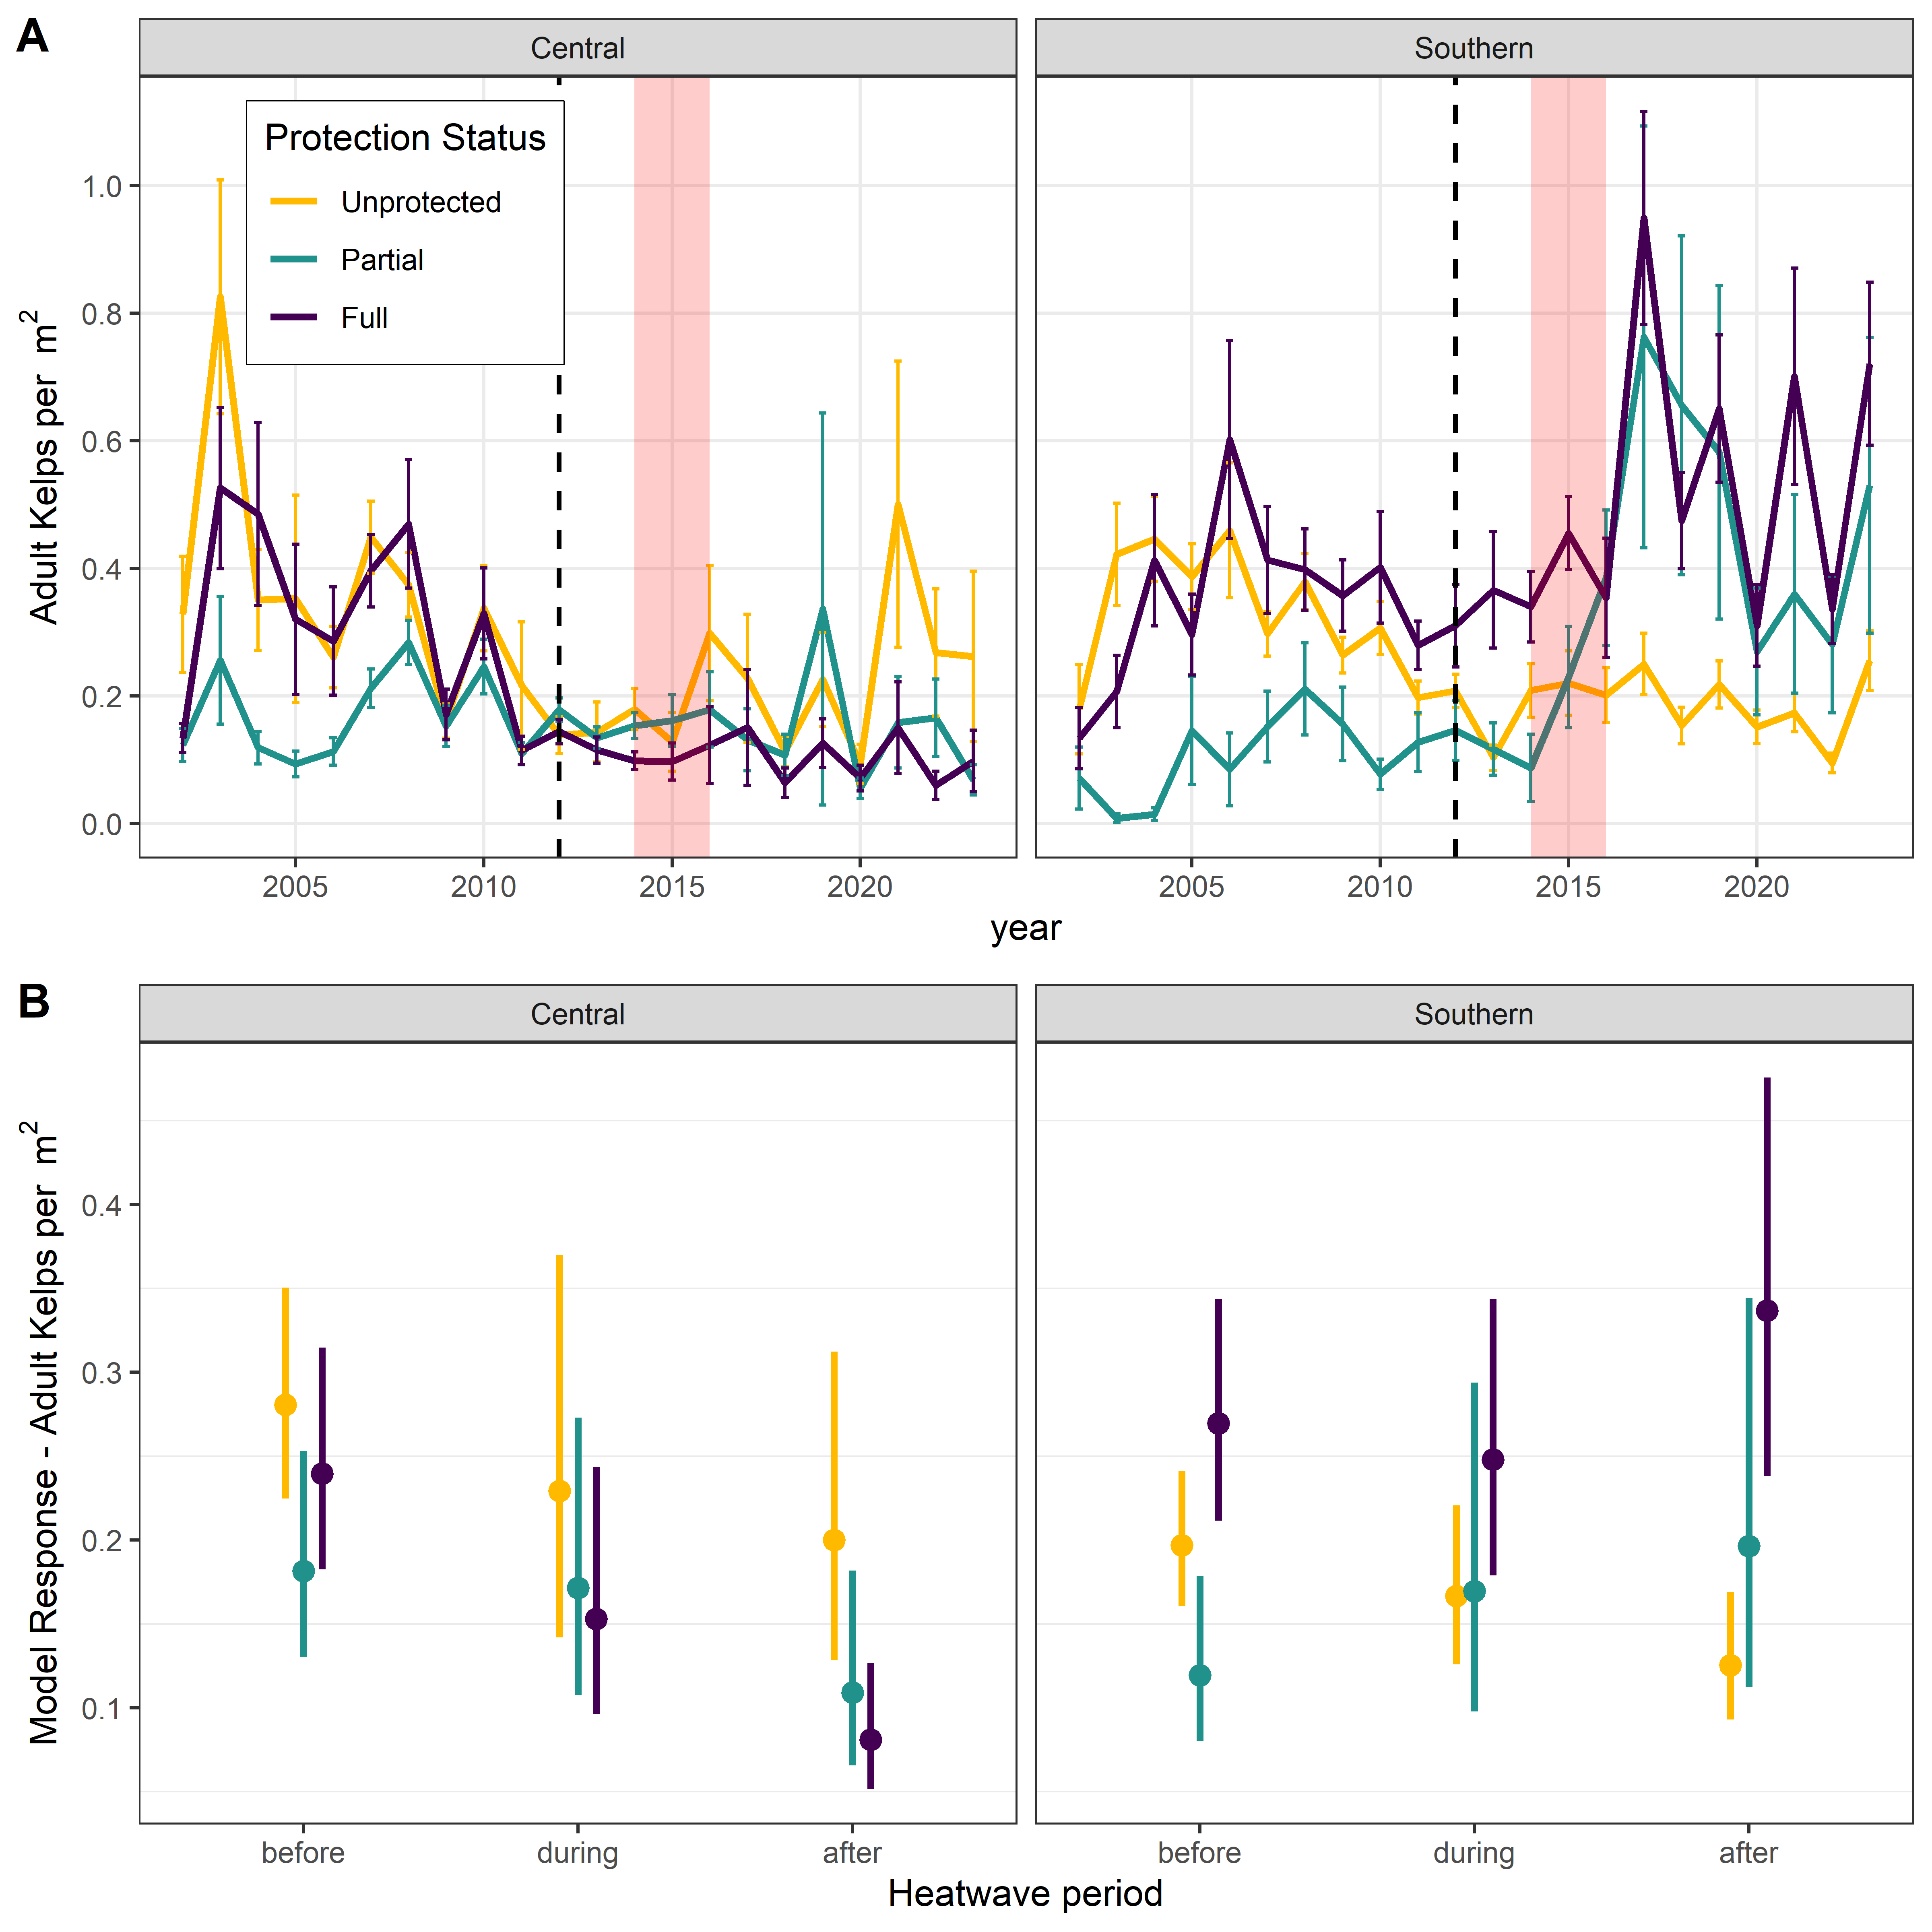 A
Central
Southern
Protection Status
Unprotected
Partial
Full
Adult Kelps per m²
1.0
0.8
0.6
0.4
0.2
0.0
2005
2010
2015
2020
2005
2010
2015
2020
year
B
Central
Southern
Model Response - Adult Kelps per m²
0.4
0.3
0.2
0.1
before
during
after
before
during
after
Heatwave period